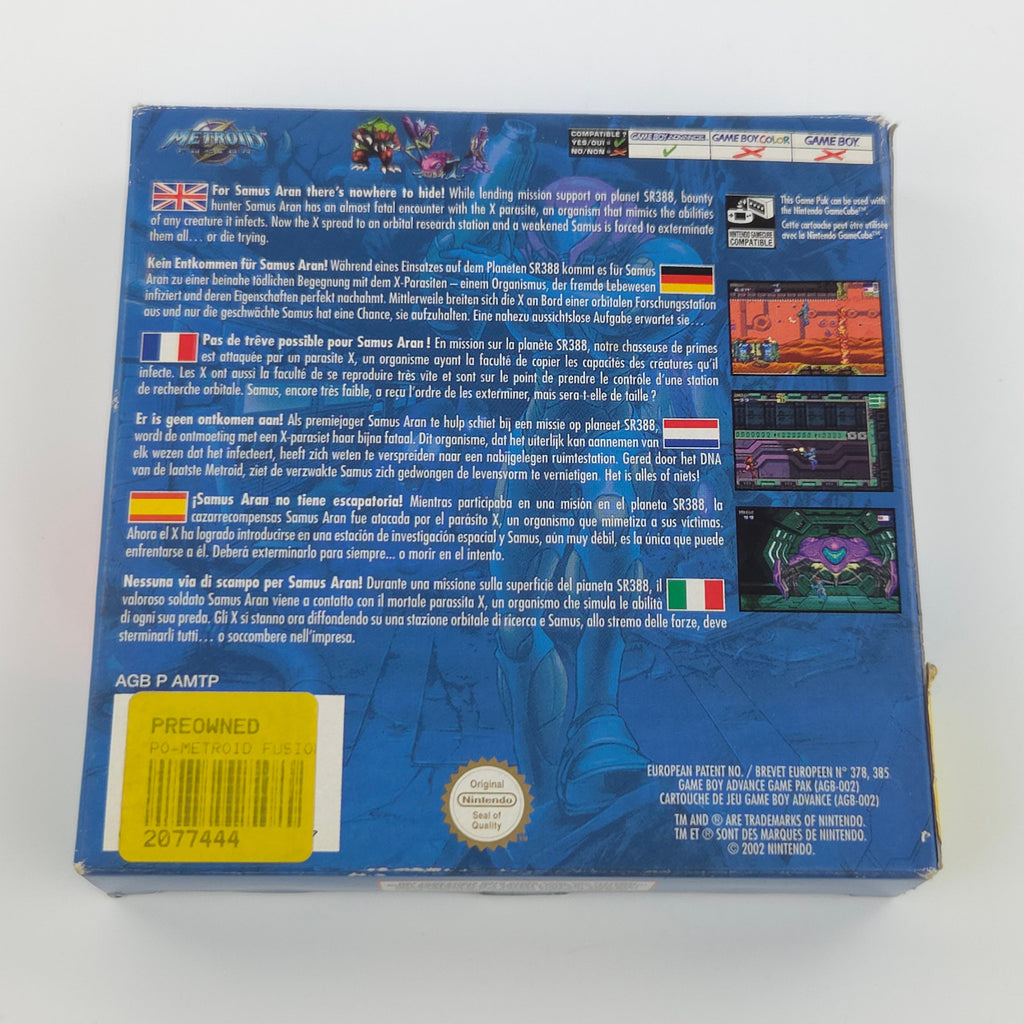 METROID
COMPATIBLE ?
YES/OUI =
NO/NON =
GAME BOY ADVANCE
GAME BOY COLOR
GAME BOY
For Samus Aran there's nowhere to hide! While lending mission support on planet SR388, bounty
hunter Samus Aran has an almost fatal encounter with the X parasite, an organism that mimics the abilities
of any creature it infects. Now the X spread to an orbital research station and a weakened Samus is forced to exterminate
them all... or die trying.
This Game Pak can be used with
the Nintendo GameCube™.
Cette cartouche peut être utilisée
avec la Nintendo GameCube™.
NINTENDO GAMECUBE
COMPATIBLE
Kein Entkommen für Samus Aran! Während eines Einsatzes auf dem Planeten SR388 kommt es für Samus
Aran zu einer beinahe tödlichen Begegnung mit dem X-Parasiten – einem Organismus, der fremde Lebewesen
infiziert und deren Eigenschaften perfekt nachahmt. Mittlerweile breiten sich die X an Bord einer orbitalen Forschungsstation
aus und nur die geschwächte Samus hat eine Chance, sie aufzuhalten. Eine nahezu aussichtslose Aufgabe erwartet sie...
Pas de trêve possible pour Samus Aran ! En mission sur la planète SR388, notre chasseuse de primes
est attaquée par un parasite X, un organisme ayant la faculté de copier les capacités des créatures qu'il
infecte. Les X ont aussi la faculté de se reproduire très vite et sont sur le point de prendre le contrôle d'une station
de recherche orbitale. Samus, encore très faible, a reçu l'ordre de les exterminer, mais sera-t-elle de taille ?
Er is geen ontkomen aan! Als premiejager Samus Aran te hulp schiet bij een missie op planeet SR388,
wordt de ontmoeting met een X-parasiet haar bijna fataal. Dit organisme, dat het uiterlijk kan aannemen van
elk wezen dat het infecteert, heeft zich weten te verspreiden naar een nabijgelegen ruimtestation. Gered door het DNA
van de laatste Metroid, ziet de verzwakte Samus zich gedwongen de levensvorm te vernietigen. Het is alles of niets!
¡Samus Aran no tiene escapatoria! Mientras participaba en una misión en el planeta SR388, la
cazarrecompensas Samus Aran fue atacada por el parásito X, un organismo que mimetiza a sus víctimas.
Ahora el X ha logrado introducirse en una estación de investigación espacial y Samus, aún muy débil, es la única que puede
enfrentarse a él. Deberá exterminarlo para siempre... o morir en el intento.
Nessuna via di scampo per Samus Aran! Durante una missione sulla superficie del pianeta SR388, il
valoroso soldato Samus Aran viene a contatto con il mortale parassita X, un organismo che simula le abilità
di ogni sua preda. Gli X si stanno ora diffondendo su una stazione orbitale di ricerca e Samus, allo stremo delle forze, deve
sterminarli tutti... o soccombere nell'impresa.
AGB P AMTP
PREOWNED
PO-METROID FUSIO
2077444
7
Original
Nintendo
Seal of
Quality
EUROPEAN PATENT NO. / BREVET EUROPEEN N° 378, 385
GAME BOY ADVANCE GAME PAK (AGB-002)
CARTOUCHE DE JEU GAME BOY ADVANCE (AGB-002)
TM AND ® ARE TRADEMARKS OF NINTENDO.
TM ET ® SONT DES MARQUES DE NINTENDO.
© 2002 NINTENDO.